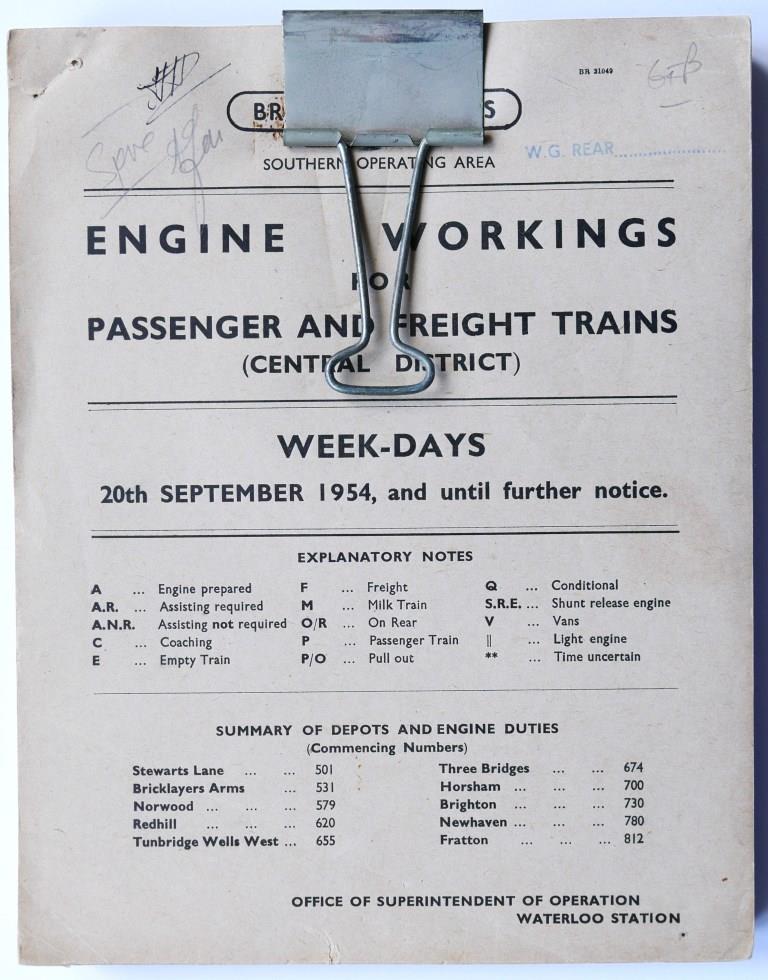 BR 31049
BR S
SOUTHERN OPERATING AREA
W.G. REAR........................
ENGINE WORKINGS
FOR
PASSENGER AND FREIGHT TRAINS
(CENTRAL DISTRICT)
WEEK-DAYS
20th SEPTEMBER 1954, and until further notice.
EXPLANATORY NOTES
A ... Engine prepared F ... Freight Q ... Conditional
A.R. ... Assisting required M ... Milk Train S.R.E. ... Shunt release engine
A.N.R. Assisting not required O/R ... On Rear V ... Vans
C ... Coaching P ... Passenger Train || ... Light engine
E ... Empty Train P/O ... Pull out ** ... Time uncertain
SUMMARY OF DEPOTS AND ENGINE DUTIES
(Commencing Numbers)
Stewarts Lane ... ... 501 Three Bridges ... ... 674
Bricklayers Arms ... 531 Horsham ... ... ... 700
Norwood ... ... ... 579 Brighton ... ... ... 730
Redhill ... ... ... 620 Newhaven ... ... ... 780
Tunbridge Wells West ... 655 Fratton ... ... ... 812
OFFICE OF SUPERINTENDENT OF OPERATION
WATERLOO STATION